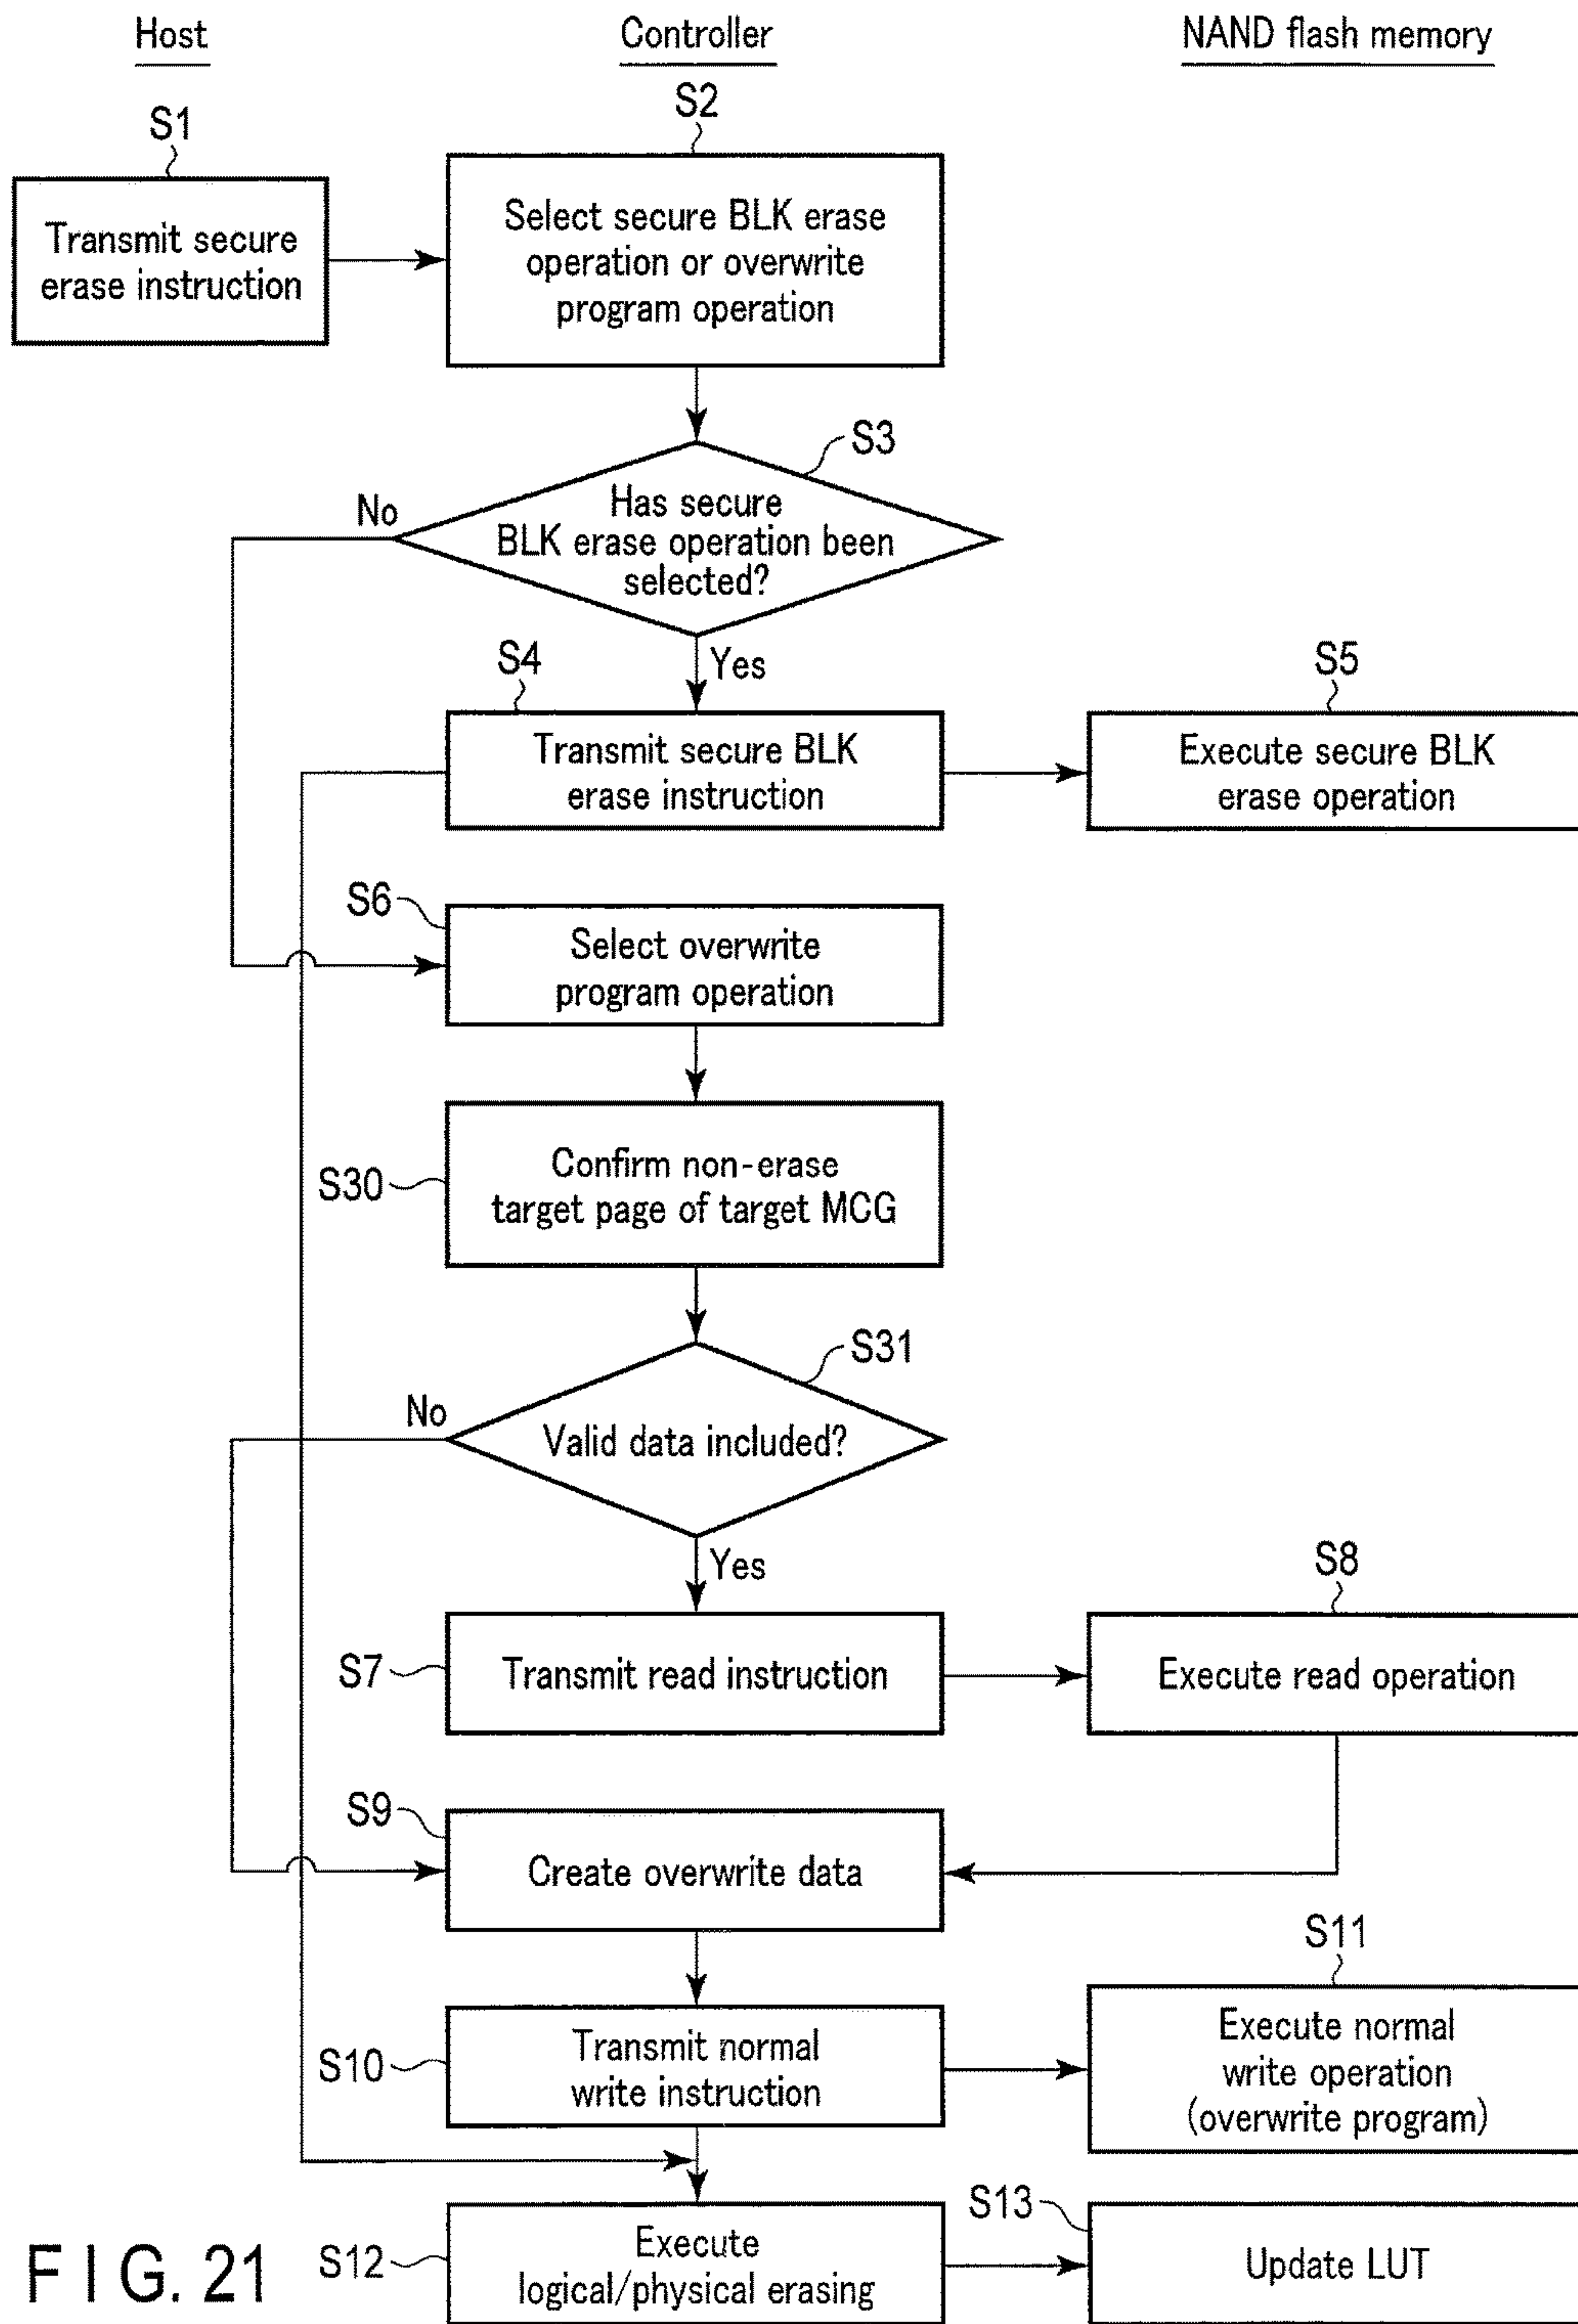 Host
Controller
NAND flash memory
S1
S2
Transmit secure
erase instruction
Select secure BLK erase
operation or overwrite
program operation
S3
Has secure
BLK erase operation been
selected?
No
Yes
S4
S5
Transmit secure BLK
erase instruction
Execute secure BLK
erase operation
S6
Select overwrite
program operation
S30
Confirm non-erase
target page of target MCG
S31
No
Valid data included?
Yes
S8
S7
Transmit read instruction
Execute read operation
S9
Create overwrite data
S11
S10
Transmit normal
write instruction
Execute normal
write operation
(overwrite program)
S13
S12
Execute
logical/physical erasing
Update LUT
FIG. 21